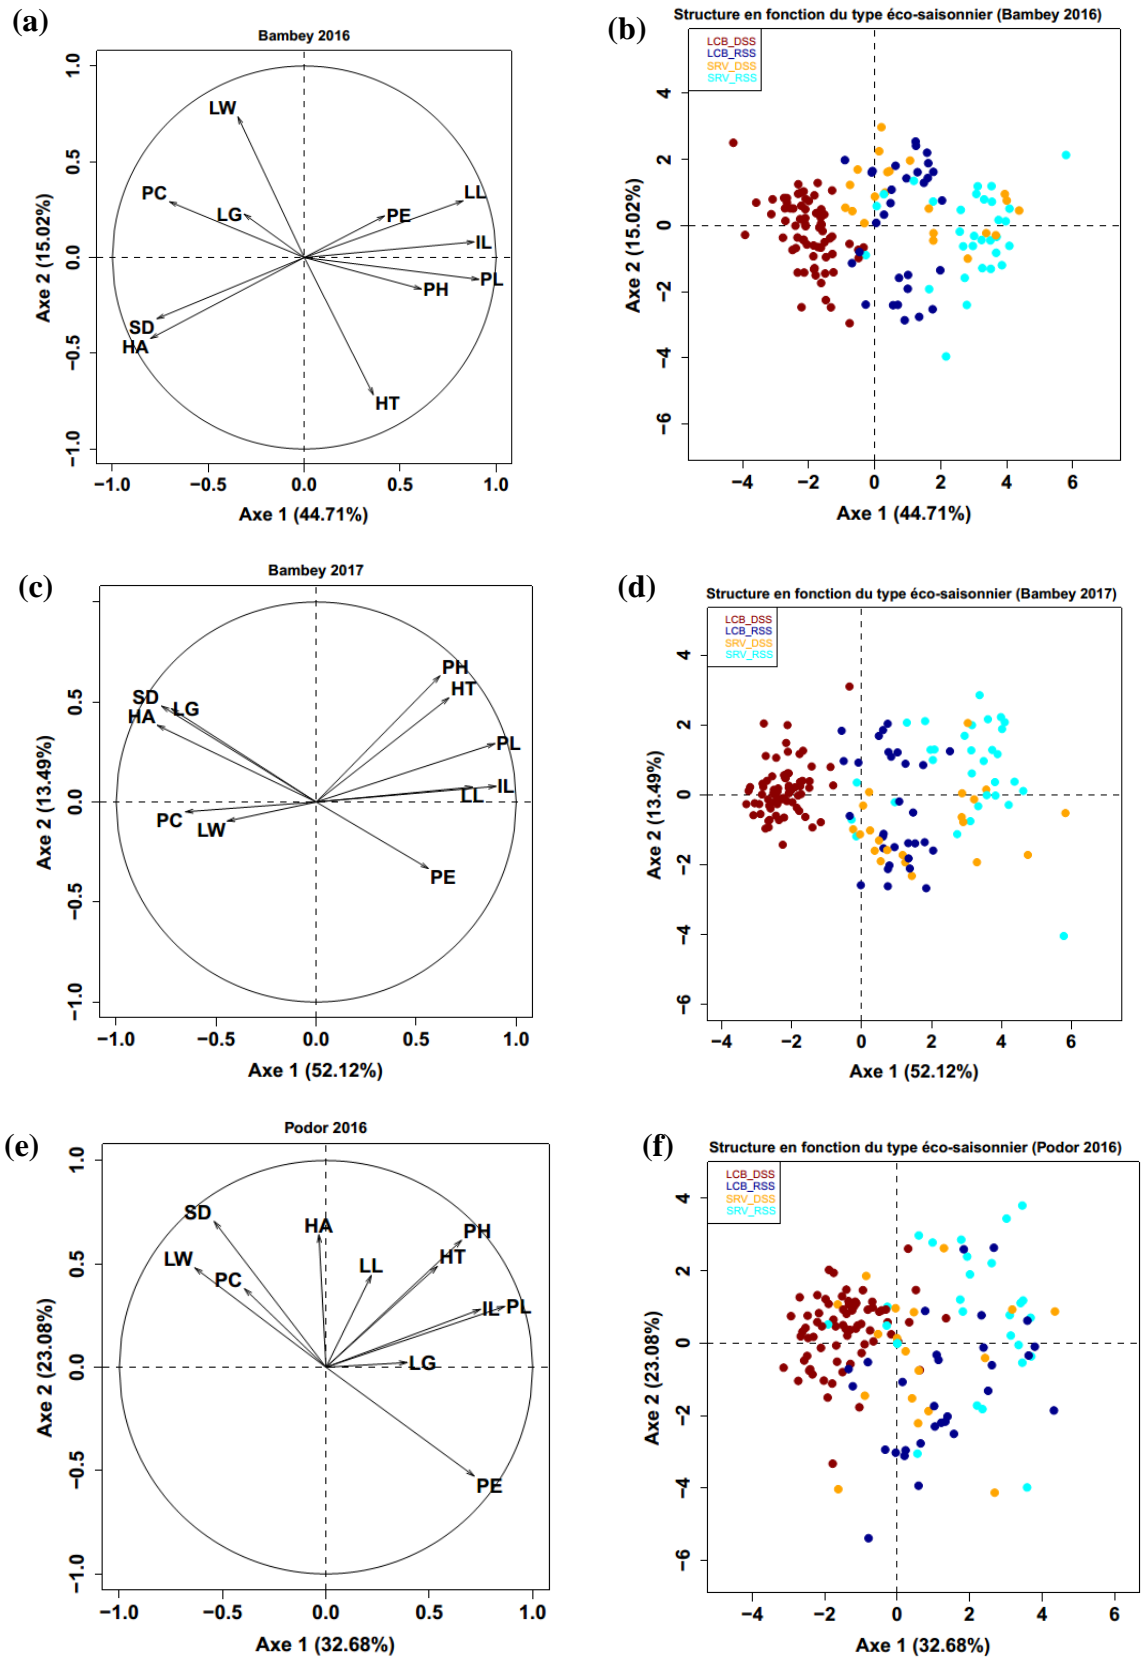 (a)
Bambey 2016
1.0
0.5
0.0
−0.5
−1.0
Axe 2 (15.02%)
LW
PC
LG
PE
LL
IL
PL
PH
SD
HA
HT
−1.0 −0.5 0.0 0.5 1.0
Axe 1 (44.71%)
(b)
Structure en fonction du type éco-saisonnier (Bambey 2016)
LCB_DSS
LCB_RSS
SRV_DSS
SRV_RSS
4
2
0
−2
−4
−6
Axe 2 (15.02%)
−4 −2 0 2 4 6
Axe 1 (44.71%)
(c)
Bambey 2017
0.5
0.0
−0.5
−1.0
Axe 2 (13.49%)
PH
HT
SD
LG
HA
PL
IL
LL
PC
LW
PE
−1.0 −0.5 0.0 0.5 1.0
Axe 1 (52.12%)
(d)
Structure en fonction du type éco-saisonnier (Bambey 2017)
LCB_DSS
LCB_RSS
SRV_DSS
SRV_RSS
4
2
0
−2
−4
−6
Axe 2 (13.49%)
−4 −2 0 2 4 6
Axe 1 (52.12%)
(e)
Podor 2016
1.0
0.5
0.0
−0.5
−1.0
Axe 2 (23.08%)
SD
HA
PH
LW
HT
LL
PC
IL
PL
LG
PE
−1.0 −0.5 0.0 0.5 1.0
Axe 1 (32.68%)
(f)
Structure en fonction du type éco-saisonnier (Podor 2016)
LCB_DSS
LCB_RSS
SRV_DSS
SRV_RSS
4
2
0
−2
−4
−6
Axe 2 (23.08%)
−4 −2 0 2 4 6
Axe 1 (32.68%)